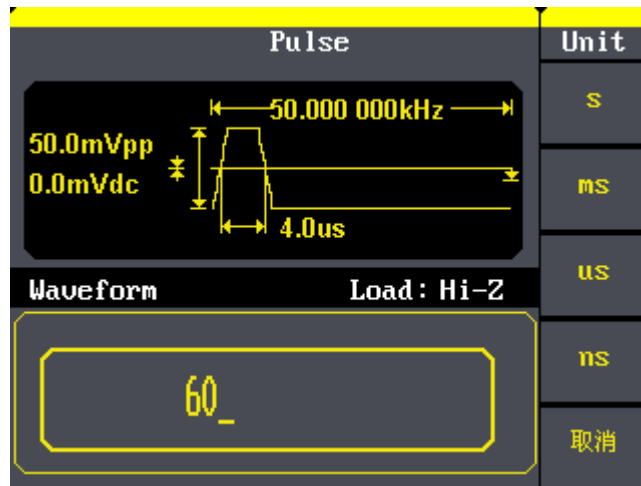 Pulse
Unit
50.000 000kHz
50.0mVpp
0.0mVdc
4.0us
Waveform
Load: Hi-Z
60_
s
ms
us
ns
取消